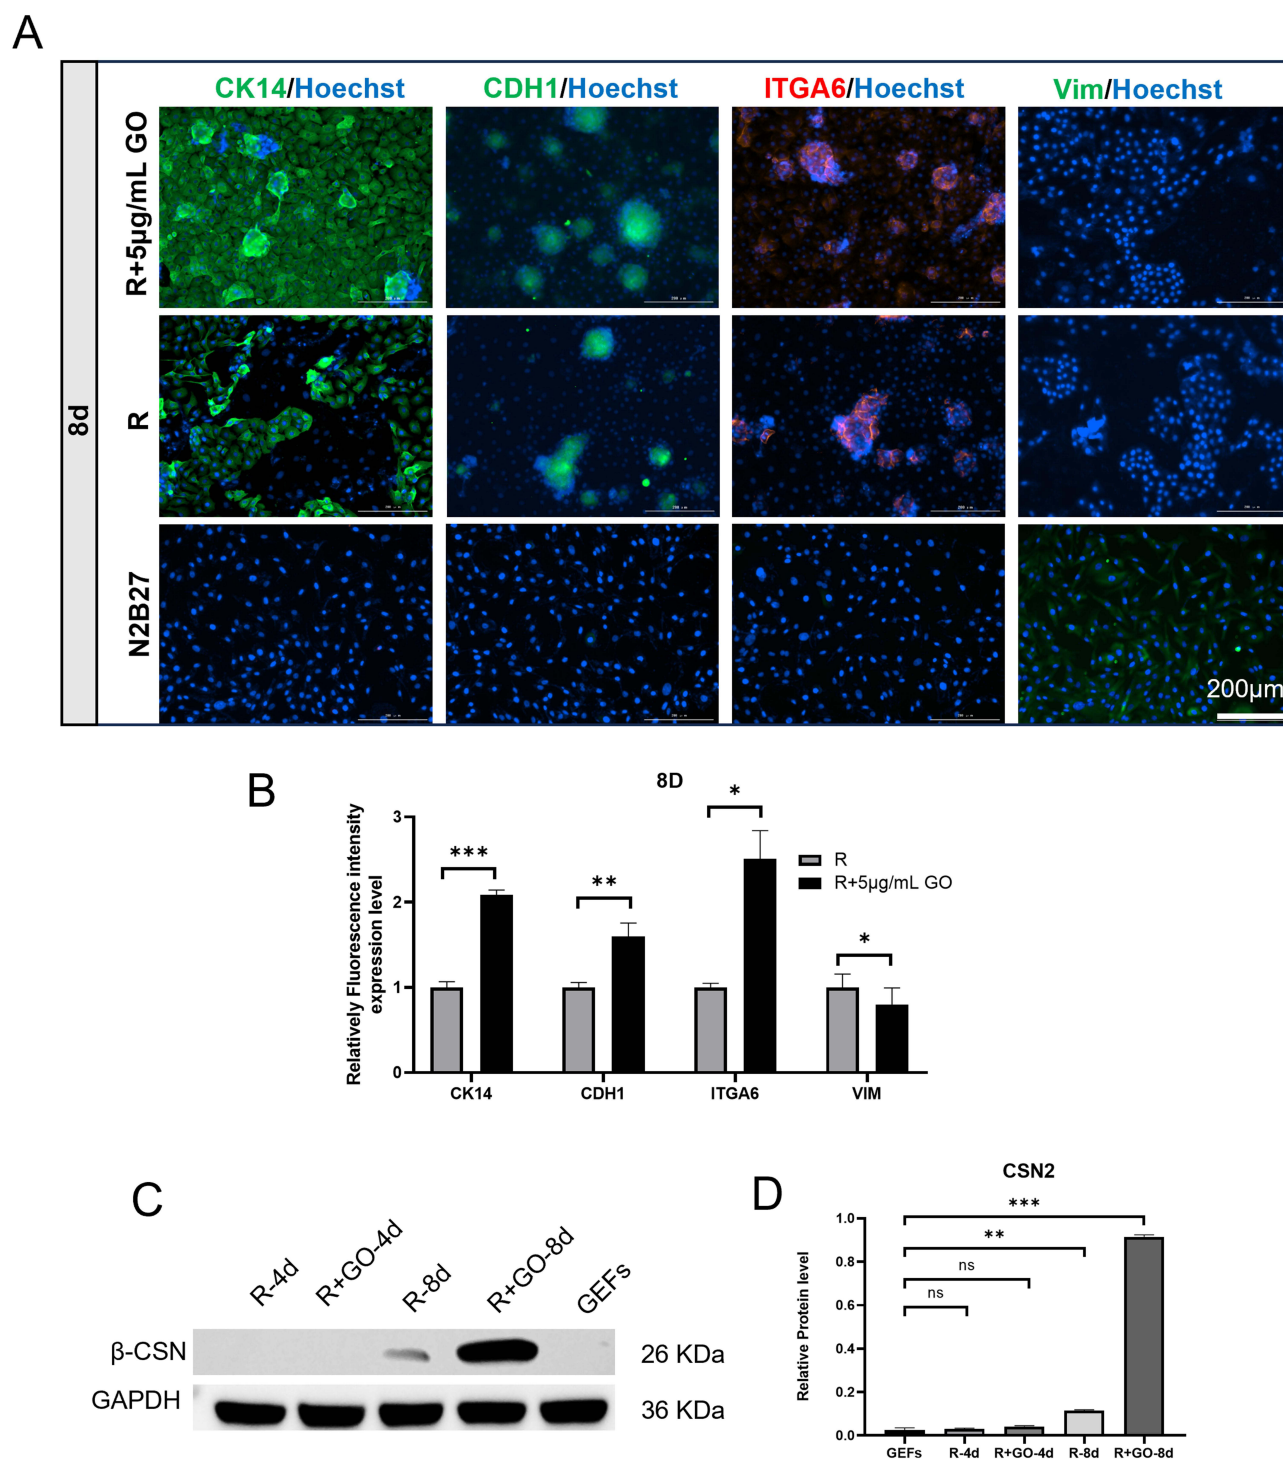 A
CK14/Hoechst
CDH1/Hoechst
ITGA6/Hoechst
Vim/Hoechst
8d
R+5μg/mL GO
R
N2B27
200μm
B
8D
Relatively Fluorescence intensity
expression level
3
2
1
0
***
**
*
*
R
R+5μg/mL GO
CK14
CDH1
ITGA6
VIM
C
R-4d
R+GO-4d
R-8d
R+GO-8d
GEFs
β-CSN
26 KDa
GAPDH
36 KDa
D
CSN2
Relative Protein level
1.0
0.8
0.6
0.4
0.2
0.0
***
**
ns
ns
GEFs
R-4d
R+GO-4d
R-8d
R+GO-8d